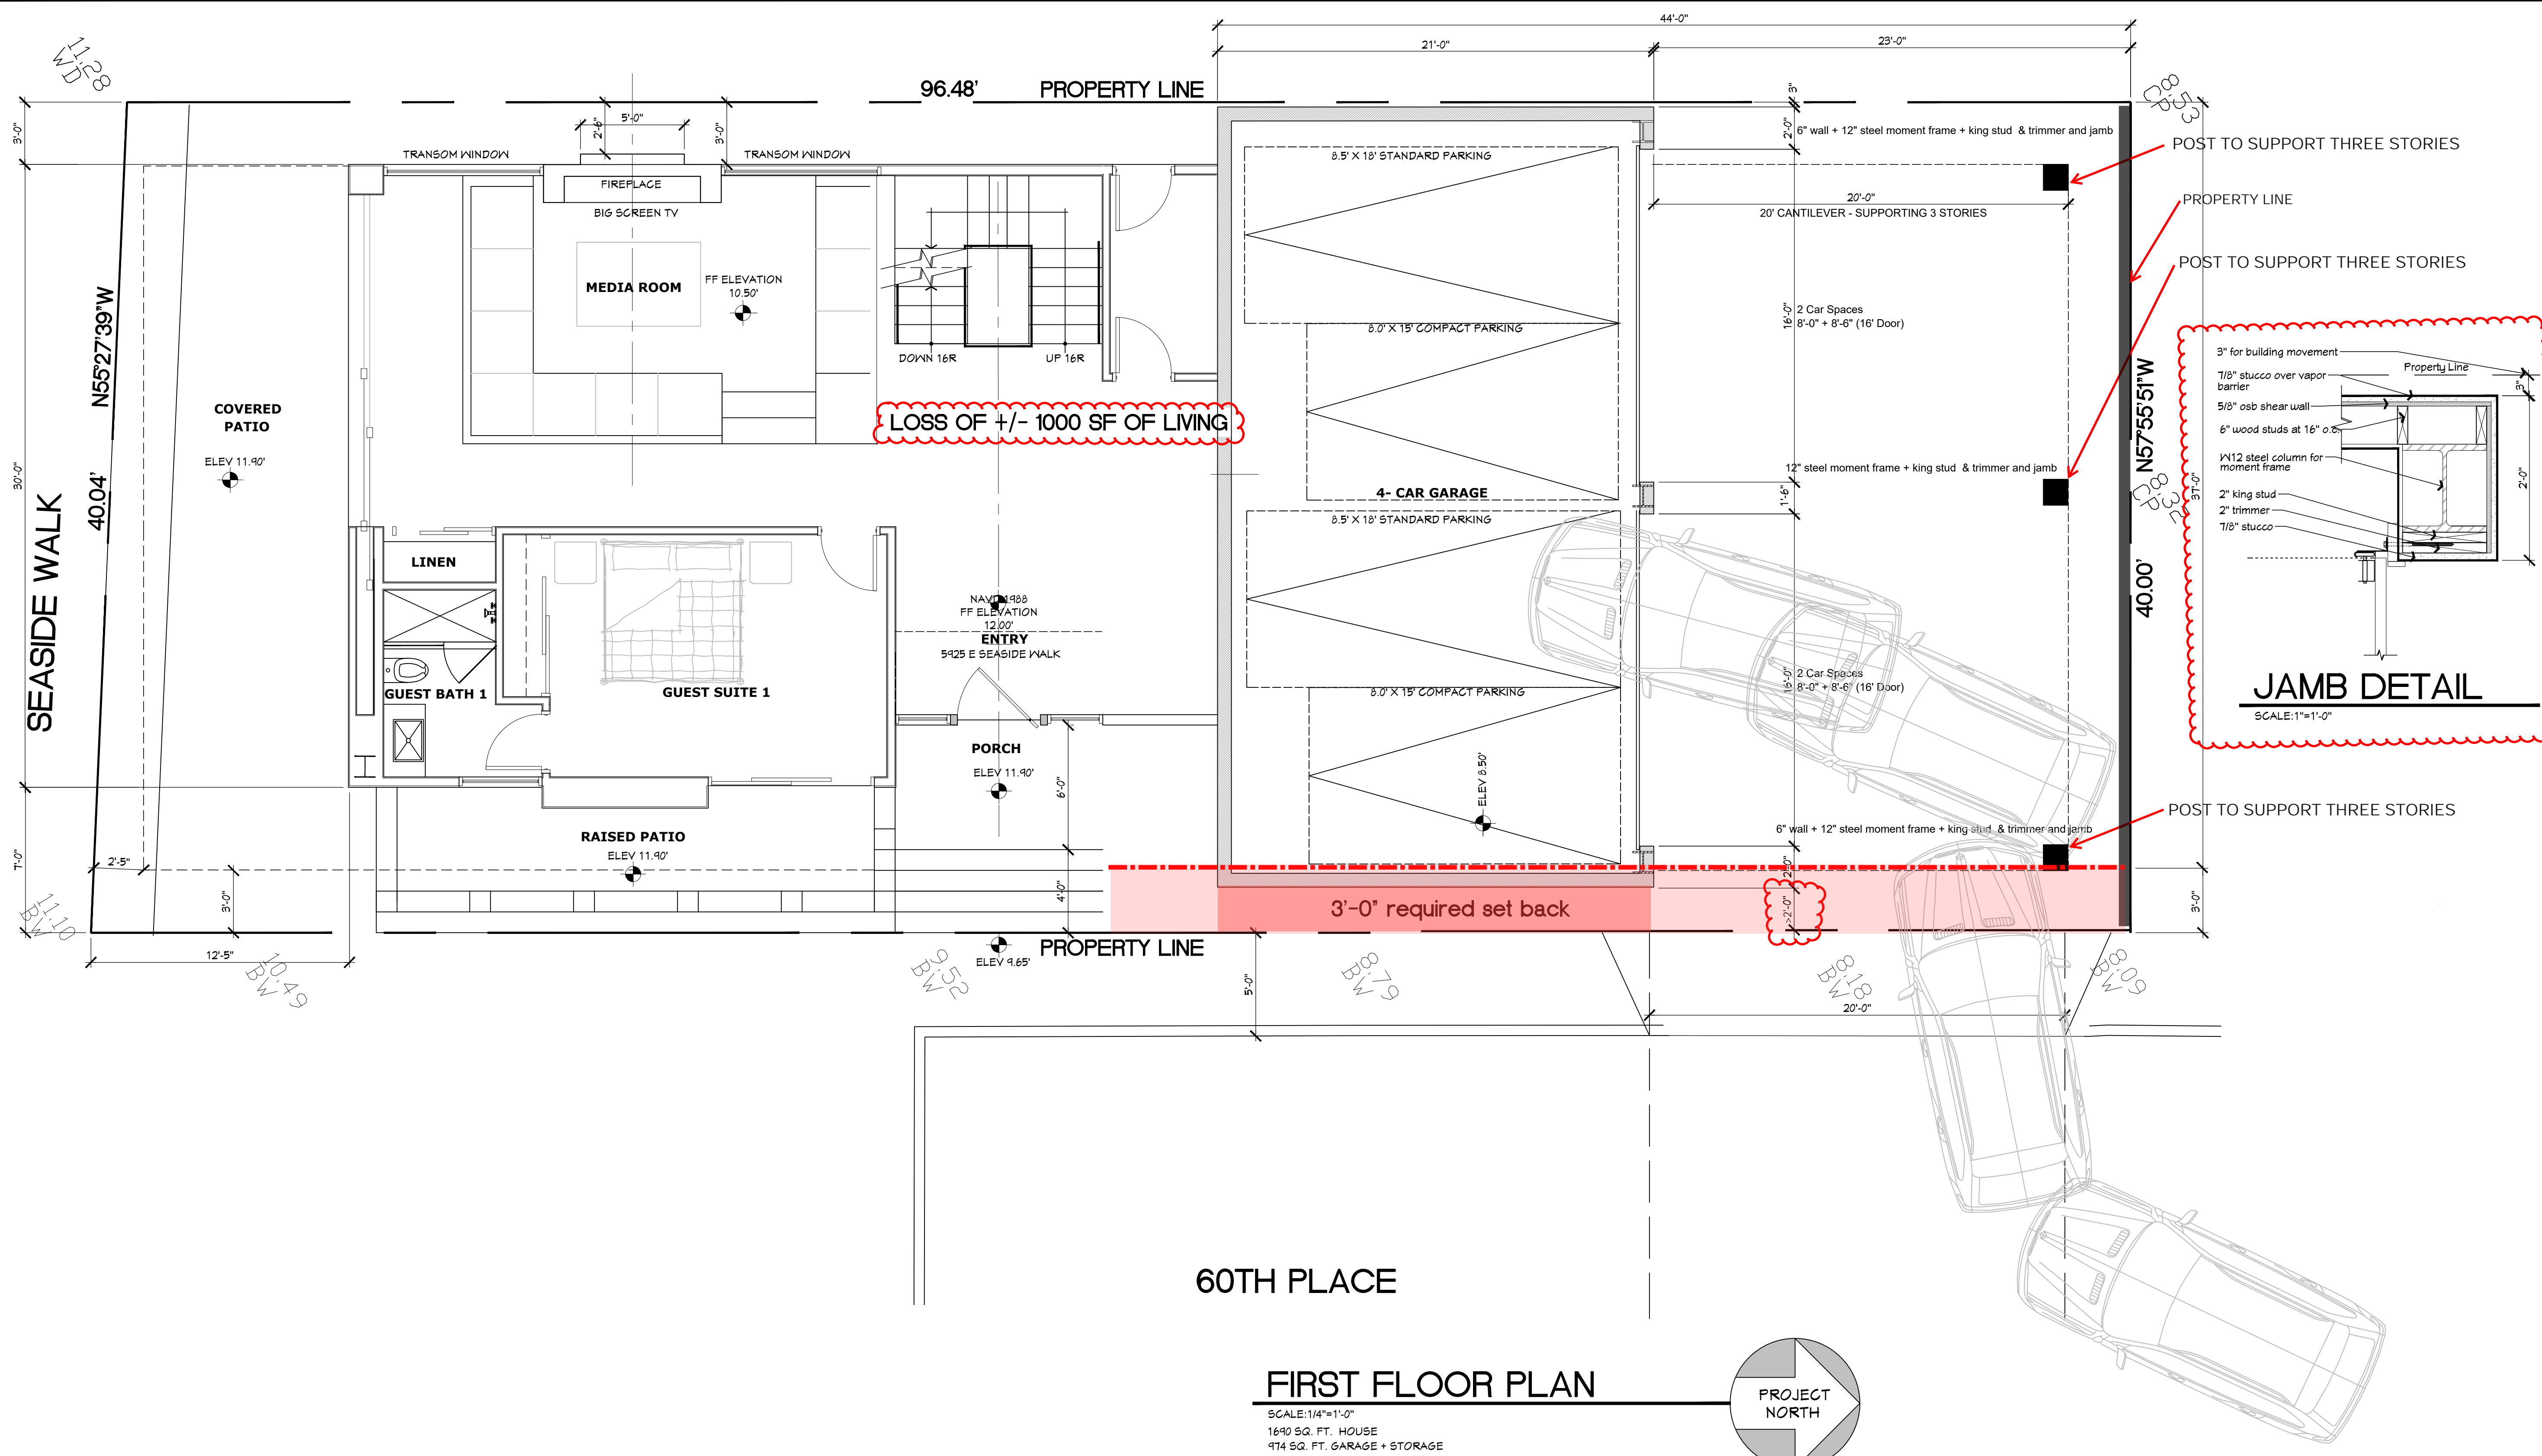 44'-0"
21'-0"
23'-0"
11.28
WD
96.48'
PROPERTY LINE
8.53
CP
3"
3'-0"
5'-0"
2'-6"
3'-0"
2'-0"
6" wall + 12" steel moment frame + king stud & trimmer and jamb
POST TO SUPPORT THREE STORIES
TRANSOM WINDOW
TRANSOM WINDOW
8.5' X 18' STANDARD PARKING
FIREPLACE
BIG SCREEN TV
20'-0"
20' CANTILEVER - SUPPORTING 3 STORIES
PROPERTY LINE
POST TO SUPPORT THREE STORIES
MEDIA ROOM
FF ELEVATION
10.50'
N55°27'39"W
16'-0"
2 Car Spaces
8'-0" + 8'-6" (16' Door)
8.0' X 15' COMPACT PARKING
DOWN 16R
UP 16R
3" for building movement
Property Line
7/8" stucco over vapor
barrier
3"
5/8" osb shear wall
6" wood studs at 16" o.c.
W12 steel column for
moment frame
2'-0"
2" king stud
2" trimmer
7/8" stucco
JAMB DETAIL
SCALE:1"=1'-0"
N57°55'51"W
COVERED
PATIO
ELEV 11.90'
LOSS OF +/- 1000 SF OF LIVING
30'-0"
40.04'
SEASIDE WALK
12" steel moment frame + king stud & trimmer and jamb
1'-6"
4- CAR GARAGE
8.5' X 18' STANDARD PARKING
8.32
CP
37'-0"
40.00'
LINEN
NAVD 1988
FF ELEVATION
12.00'
ENTRY
5925 E SEASIDE WALK
GUEST BATH 1
GUEST SUITE 1
8.0' X 15' COMPACT PARKING
16'-0"
2 Car Spaces
8'-0" + 8'-6" (16' Door)
PORCH
ELEV 11.90'
6'-0"
ELEV 8.50'
POST TO SUPPORT THREE STORIES
6" wall + 12" steel moment frame + king stud & trimmer and jamb
RAISED PATIO
ELEV 11.90'
7'-0"
2'-5"
3'-0"
4'-0"
2'-0"
3'-0" required set back
>2'-0"
3'-0"
11.10
BW
12'-5"
10.49
BW
9.52
BW
ELEV 9.65'
PROPERTY LINE
5'-0"
8.79
BW
8.18
BW
8.09
BW
20'-0"
60TH PLACE
FIRST FLOOR PLAN
SCALE:1/4"=1'-0"
1690 SQ. FT. HOUSE
974 SQ. FT. GARAGE + STORAGE
PROJECT
NORTH